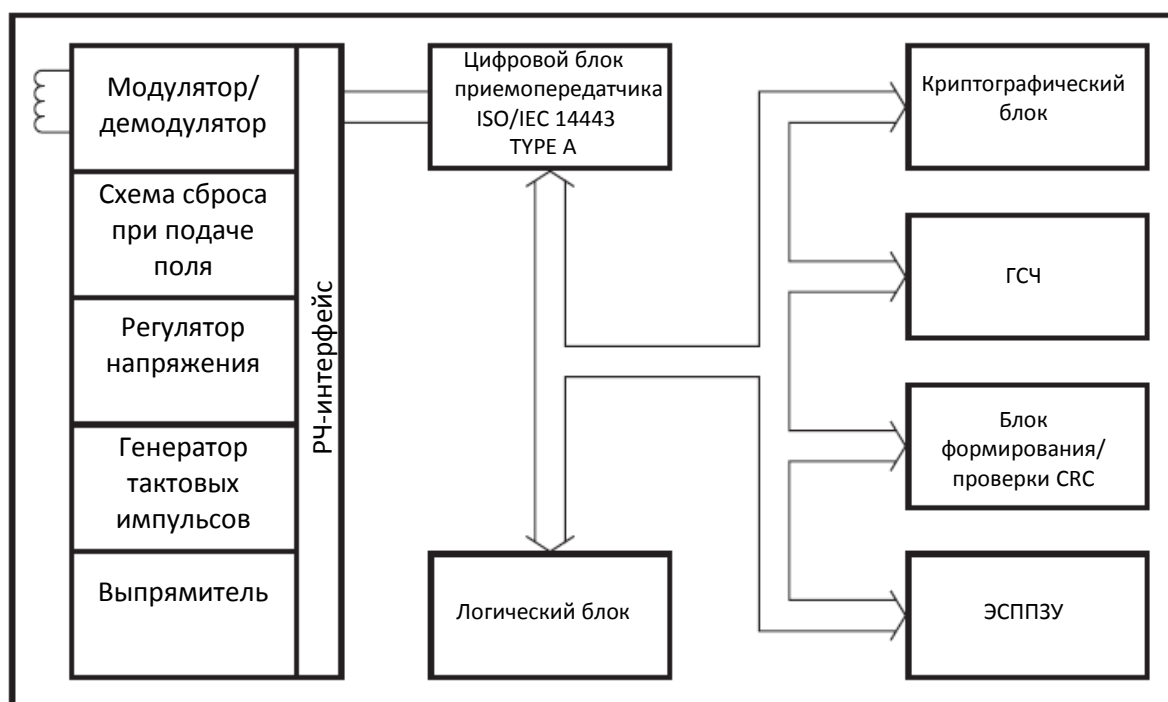 Модулятор/
демодулятор
Схема сброса
при подаче
поля
Регулятор
напряжения
Генератор
тактовых
импульсов
Выпрямитель
РЧ-интерфейс
Цифровой блок
приемопередатчика
ISO/IEC 14443
TYPE A
Логический блок
Криптографический
блок
ГСЧ
Блок
формирования/
проверки CRC
ЭСППЗУ